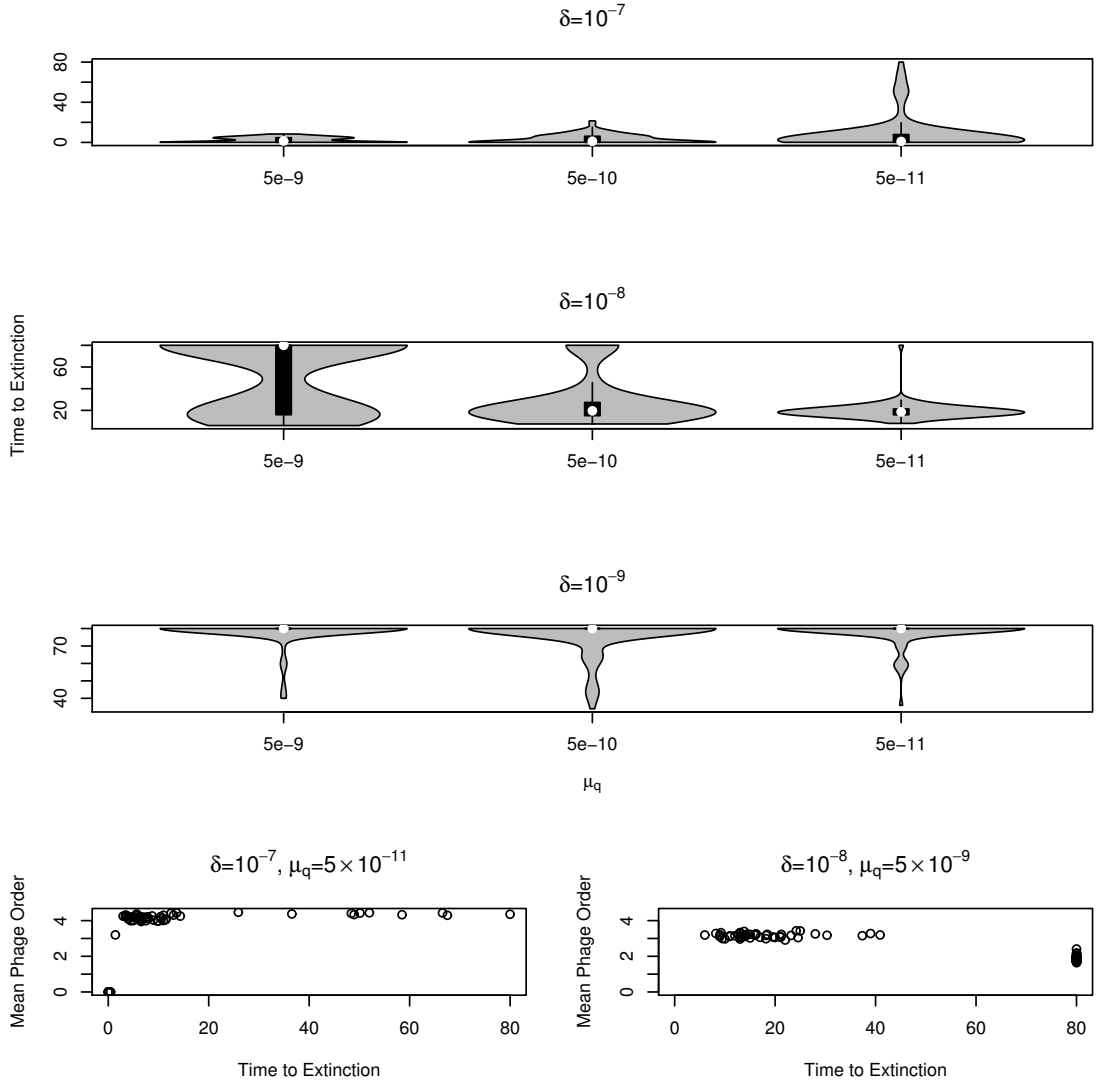 δ=10⁻⁷
80
40
0
5e−9 5e−10 5e−11
δ=10⁻⁸
Time to Extinction
60
20
5e−9 5e−10 5e−11
δ=10⁻⁹
70
40
5e−9 5e−10 5e−11
μq
δ=10⁻⁷, μq=5×10⁻¹¹
Mean Phage Order
4
2
0
0 20 40 60 80
Time to Extinction
δ=10⁻⁸, μq=5×10⁻⁹
Mean Phage Order
4
2
0
0 20 40 60 80
Time to Extinction